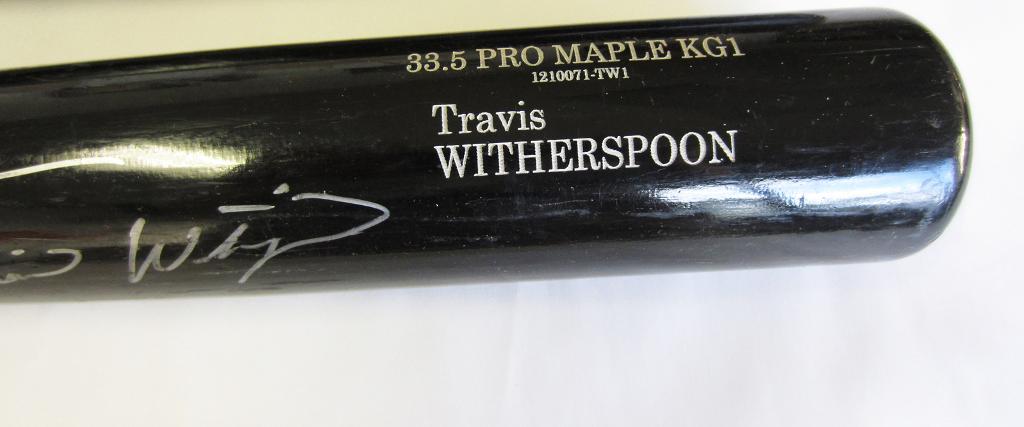 33.5 PRO MAPLE KG1
1210071-TW1
Travis
WITHERSPOON